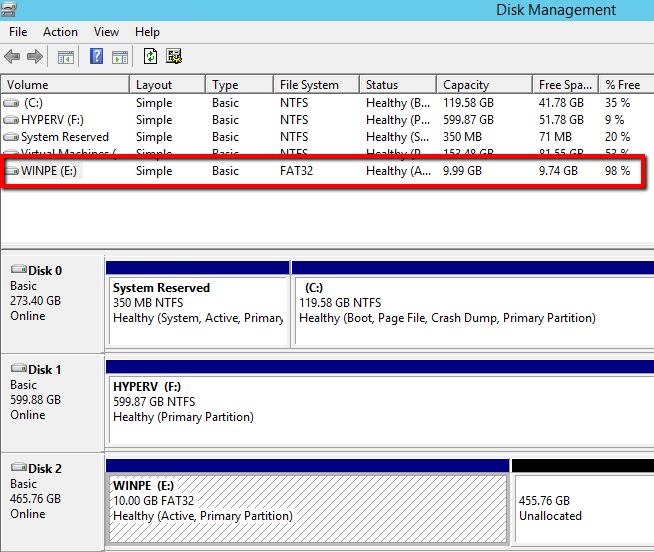 Disk Management
File Action View Help
Volume Layout Type File System Status Capacity Free Spa... % Free
(C:) Simple Basic NTFS Healthy (B... 119.58 GB 41.78 GB 35 %
HYPERV (F:) Simple Basic NTFS Healthy (P... 599.87 GB 51.78 GB 9 %
System Reserved Simple Basic NTFS Healthy (S... 350 MB 71 MB 20 %
Virtual Machines ( Simple Basic NTFS Healthy (P... 153.48 GB 81.55 GB 53 %
WINPE (E:) Simple Basic FAT32 Healthy (A... 9.99 GB 9.74 GB 98 %
Disk 0
Basic
273.40 GB
Online
System Reserved
350 MB NTFS
Healthy (System, Active, Primary
(C:)
119.58 GB NTFS
Healthy (Boot, Page File, Crash Dump, Primary Partition)
Disk 1
Basic
599.88 GB
Online
HYPERV (F:)
599.87 GB NTFS
Healthy (Primary Partition)
Disk 2
Basic
465.76 GB
Online
WINPE (E:)
10.00 GB FAT32
Healthy (Active, Primary Partition)
455.76 GB
Unallocated